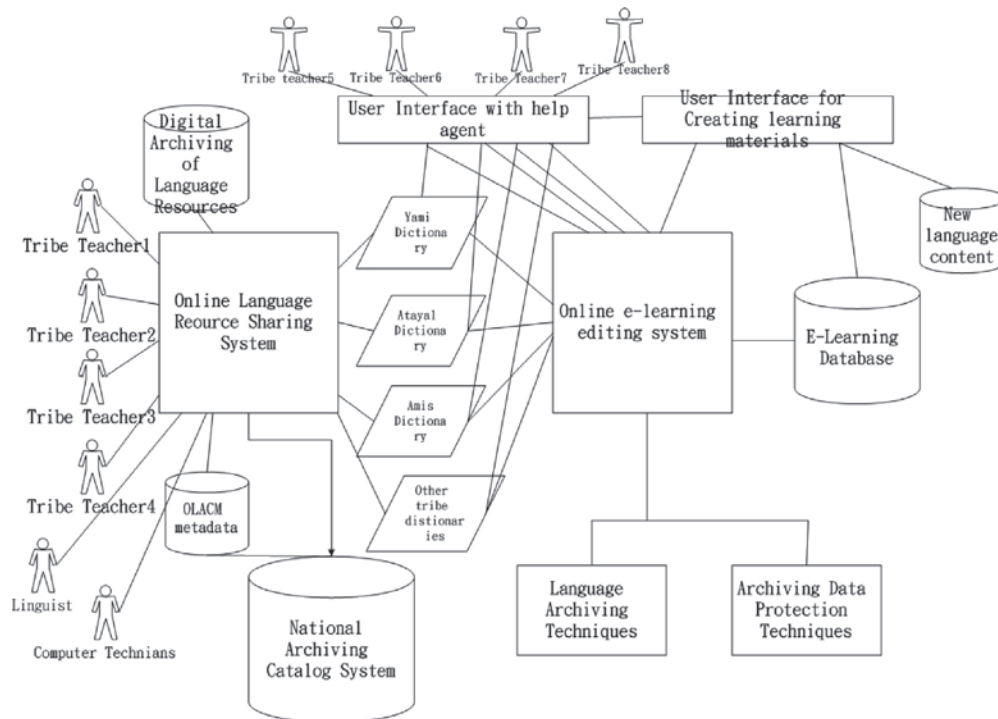 Tribe teacher5
Tribe Teacher6
Tribe Teacher7
Tribe Teacher8
User Interface with help
agent
User Interface for
Creating learning
materials
Digital
Archiving
of
Language
Resources
Tribe Teacher1
Tribe Teacher2
Tribe Teacher3
Tribe Teacher4
Linguist
Computer Technians
Online Language
Reource Sharing
System
OLACM
metadata
National
Archiving
Catalog System
Yami
Dictiona
ry
Atayal
Dictiona
ry
Amis
Dictiona
ry
Other
tribe
distionar
ies
Online e-learning
editing system
New
language
content
E-Learning
Database
Language
Archiving
Techniques
Archiving Data
Protection
Techniques